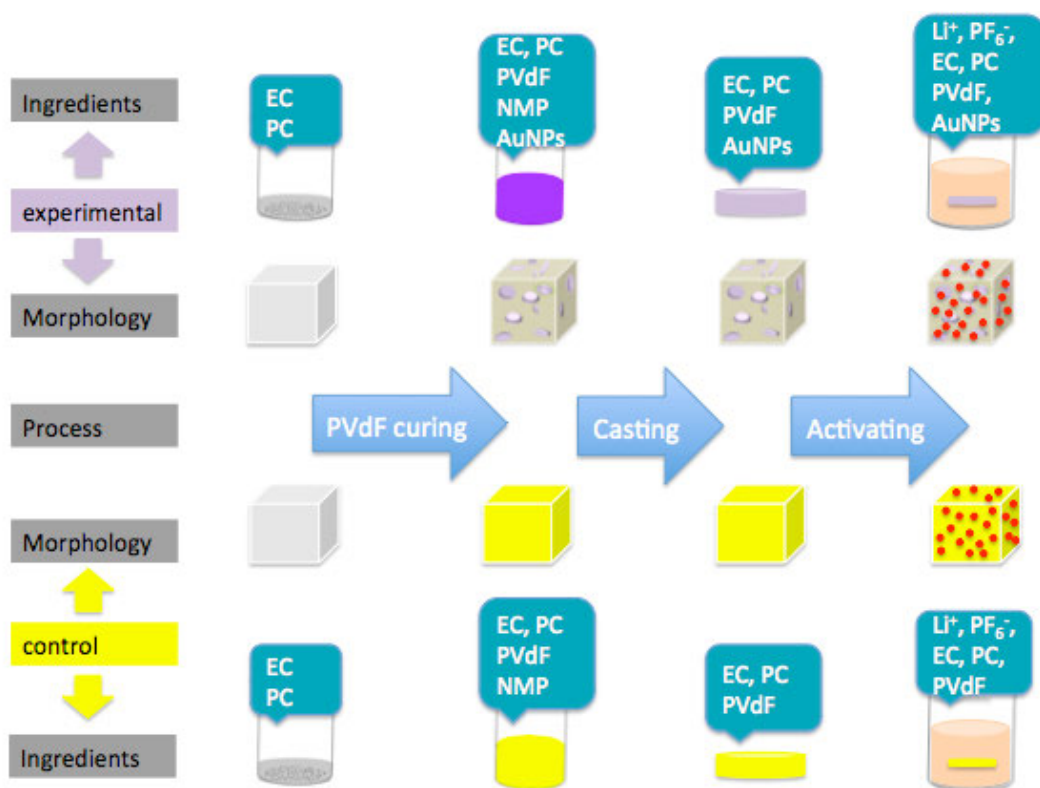 Ingredients
EC
PC
EC, PC
PVdF
NMP
AuNPs
EC, PC
PVdF
AuNPs
Li⁺, PF₆⁻,
EC, PC
PVdF,
AuNPs
experimental
Morphology
Process
PVdF curing
Casting
Activating
Morphology
control
EC
PC
EC, PC
PVdF
NMP
EC, PC
PVdF
Li⁺, PF₆⁻,
EC, PC,
PVdF
Ingredients